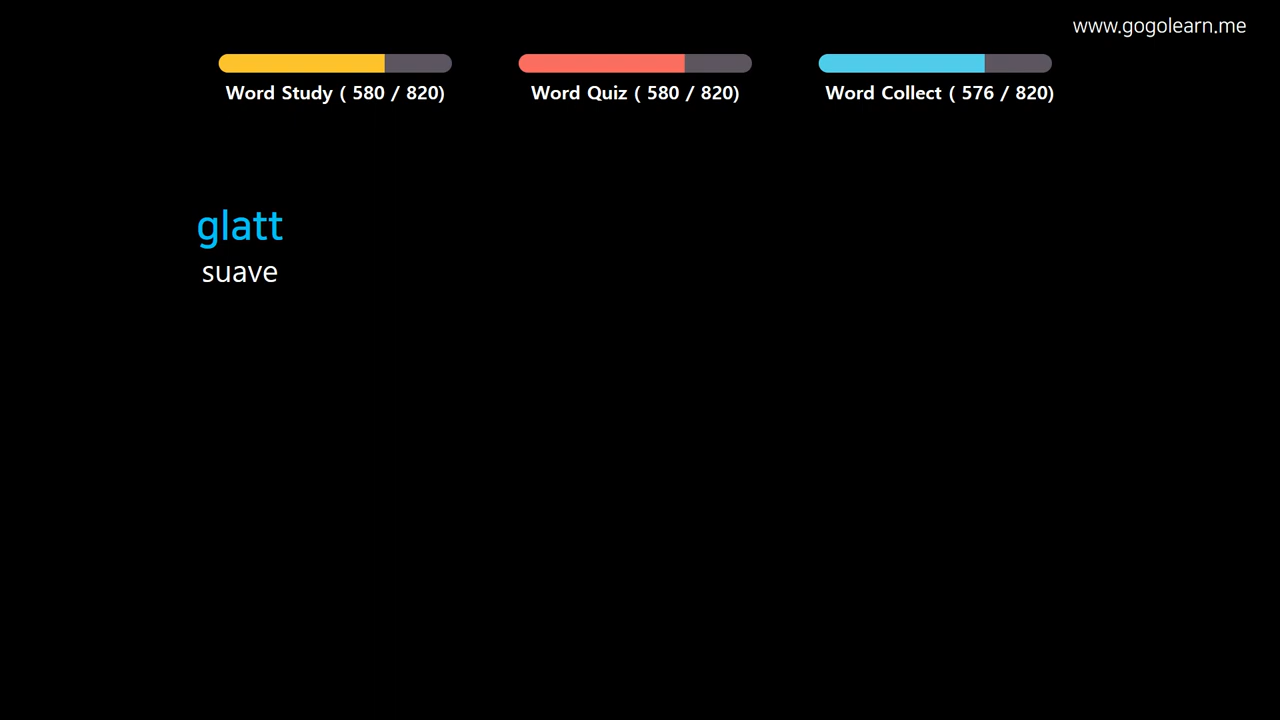 www.gogolearn.me
Word Study ( 580 / 820)
Word Quiz ( 580 / 820)
Word Collect ( 576 / 820)
glatt
suave